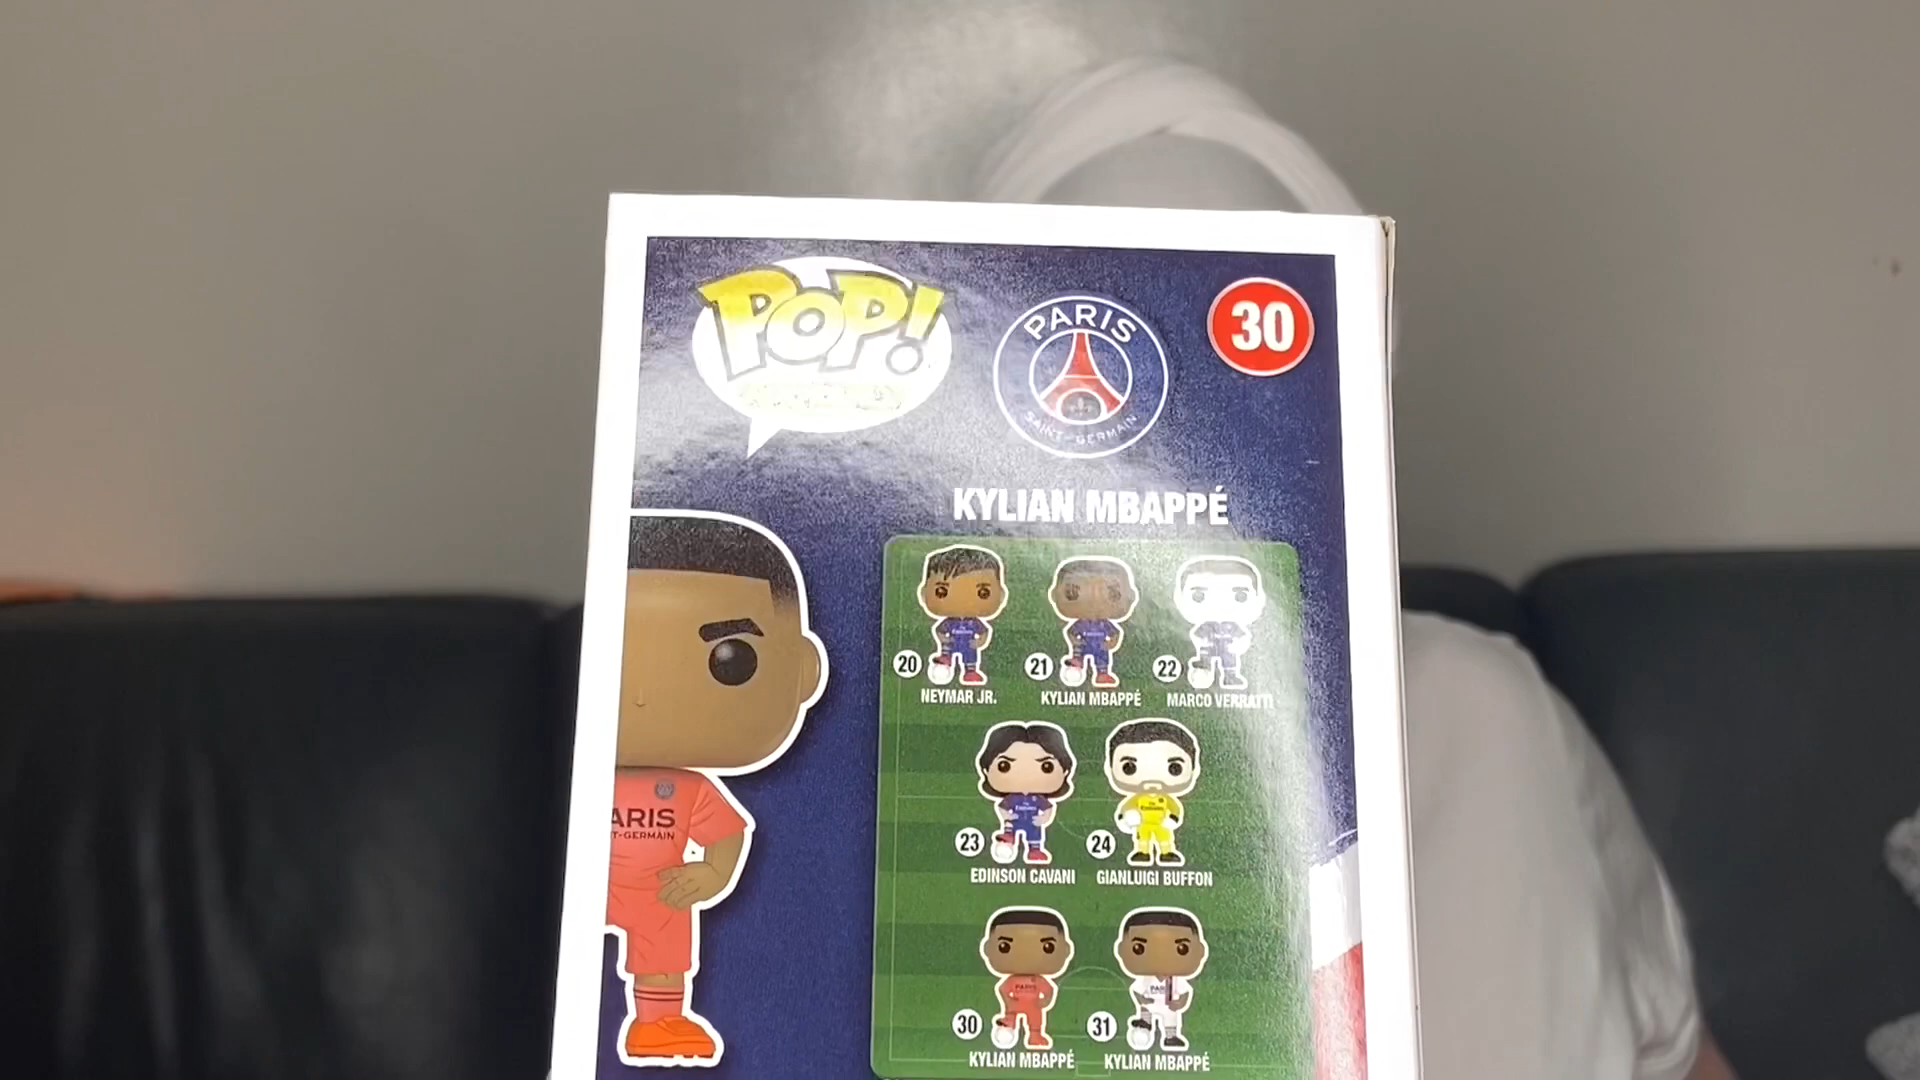 POP!
PARIS
SAINT-GERMAIN
30
KYLIAN MBAPPÉ
ARIS
T-GERMAIN
20
NEYMAR JR.
21
KYLIAN MBAPPÉ
22
MARCO VERRATTI
23
EDINSON CAVANI
24
GIANLUIGI BUFFON
30
KYLIAN MBAPPÉ
31
KYLIAN MBAPPÉ